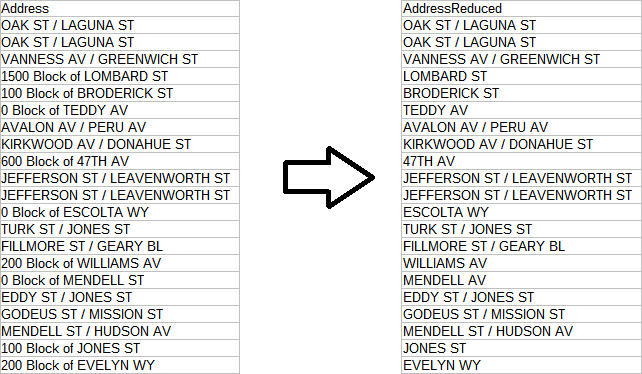 Address
OAK ST / LAGUNA ST
OAK ST / LAGUNA ST
VANNESS AV / GREENWICH ST
1500 Block of LOMBARD ST
100 Block of BRODERICK ST
0 Block of TEDDY AV
AVALON AV / PERU AV
KIRKWOOD AV / DONAHUE ST
600 Block of 47TH AV
JEFFERSON ST / LEAVENWORTH ST
JEFFERSON ST / LEAVENWORTH ST
0 Block of ESCOLTA WY
TURK ST / JONES ST
FILLMORE ST / GEARY BL
200 Block of WILLIAMS AV
0 Block of MENDELL ST
EDDY ST / JONES ST
GODEUS ST / MISSION ST
MENDELL ST / HUDSON AV
100 Block of JONES ST
200 Block of EVELYN WY
AddressReduced
OAK ST / LAGUNA ST
OAK ST / LAGUNA ST
VANNESS AV / GREENWICH ST
LOMBARD ST
BRODERICK ST
TEDDY AV
AVALON AV / PERU AV
KIRKWOOD AV / DONAHUE ST
47TH AV
JEFFERSON ST / LEAVENWORTH ST
JEFFERSON ST / LEAVENWORTH ST
ESCOLTA WY
TURK ST / JONES ST
FILLMORE ST / GEARY BL
WILLIAMS AV
MENDELL AV
EDDY ST / JONES ST
GODEUS ST / MISSION ST
MENDELL ST / HUDSON AV
JONES ST
EVELYN WY